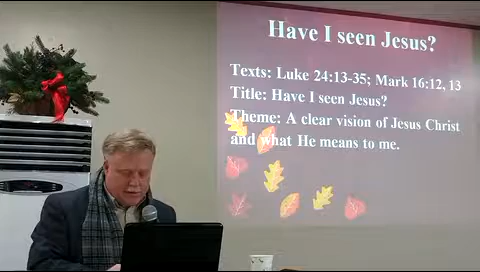 Have I seen Jesus?
Texts: Luke 24:13-35; Mark 16:12, 13
Title: Have I seen Jesus?
Theme: A clear vision of Jesus Christ
and what He means to me.